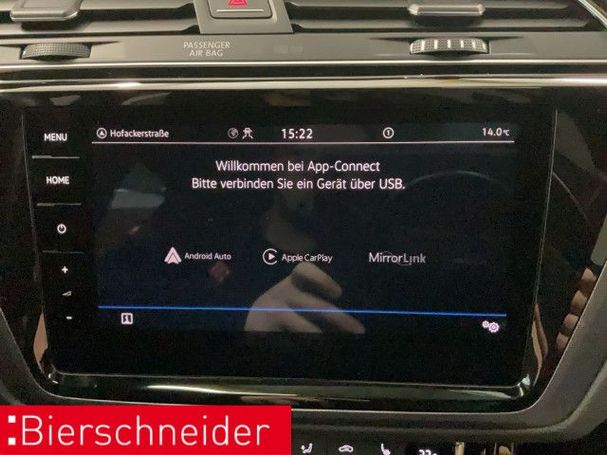 PASSENGER
AIR BAG
MENU
Hofackerstraße
15:22
1
14.0°C
HOME
Willkommen bei App-Connect
Bitte verbinden Sie ein Gerät über USB.
Android Auto
Apple CarPlay
MirrorLink
+
-
Bierschneider